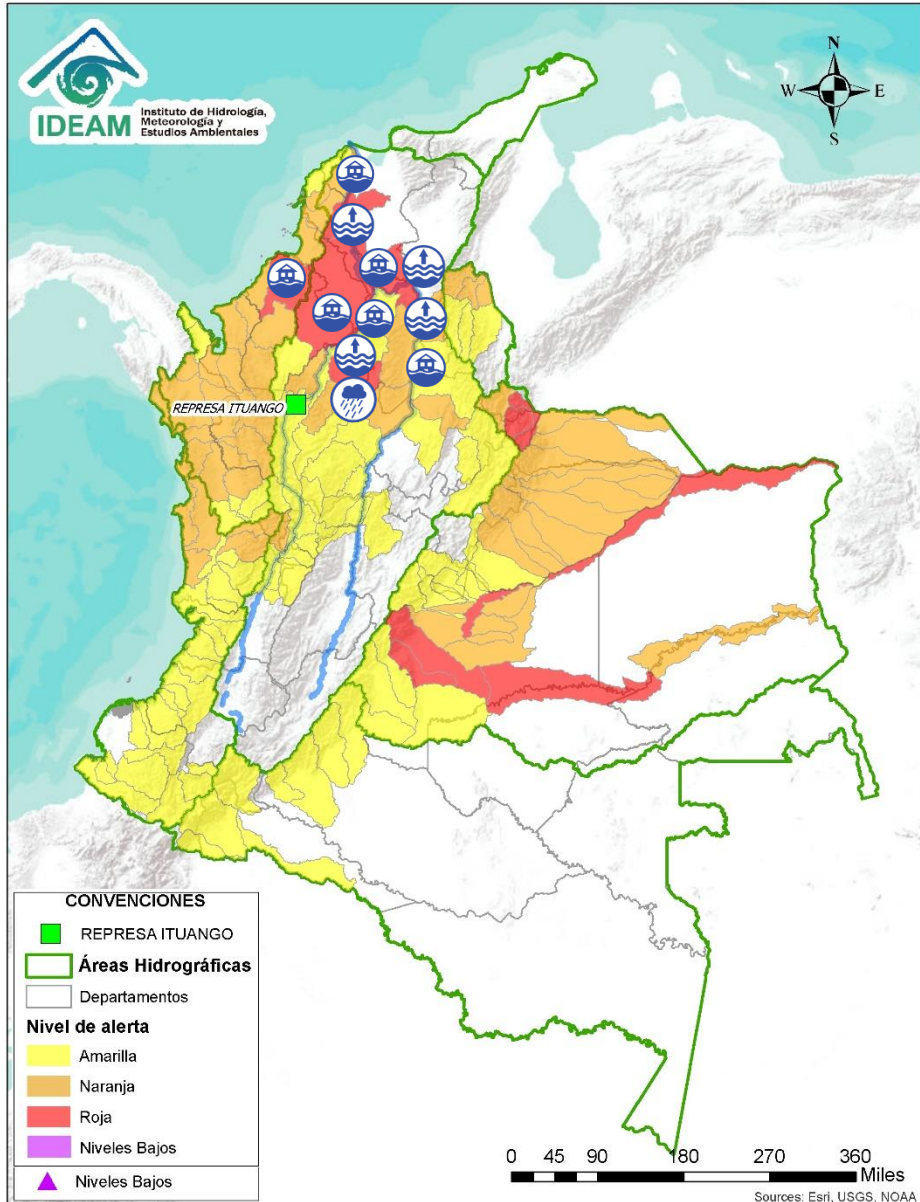 IDEAM
Instituto de Hidrología,
Meteorología y
Estudios Ambientales
N
W
E
S
REPRESA ITUANGO
CONVENCIONES
REPRESA ITUANGO
Áreas Hidrográficas
Departamentos
Nivel de alerta
Amarilla
Naranja
Roja
Niveles Bajos
Niveles Bajos
0 45 90 180 270 360
Miles
Sources: Esri, USGS, NOAA